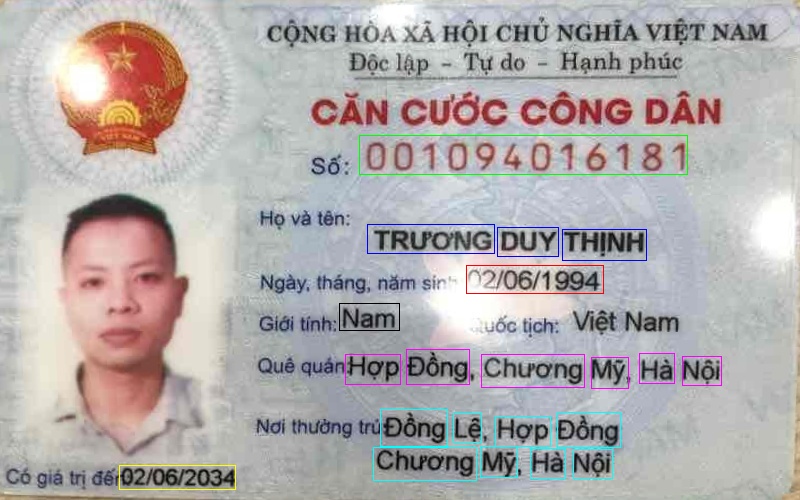 CỘNG HÒA XÃ HỘI CHỦ NGHĨA VIỆT NAM
Độc lập - Tự do - Hạnh phúc
CĂN CƯỚC CÔNG DÂN
Số: 001094016181
Họ và tên:
TRƯƠNG DUY THỊNH
Ngày, tháng, năm sinh 02/06/1994
Giới tính: Nam Quốc tịch: Việt Nam
Quê quán: Hợp Đồng, Chương Mỹ, Hà Nội
Nơi thường trú: Đồng Lệ, Hợp Đồng
Chương Mỹ, Hà Nội
Có giá trị đến 02/06/2034